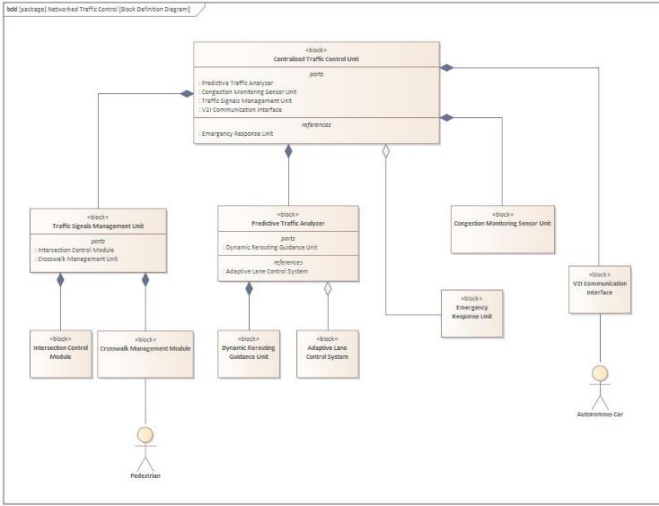 bdd [package] Networked Traffic Control [Block Definition Diagram]
«block»
Centralized Traffic Control Unit
parts
: Predictive Traffic Analyzer
: Congestion Monitoring Sensor Unit
: Traffic Signals Management Unit
: V2I Communication Interface
references
: Emergency Response Unit
«block»
Traffic Signals Management Unit
parts
: Intersection Control Module
: Crosswalk Management Unit
«block»
Predictive Traffic Analyzer
parts
: Dynamic Rerouting Guidance Unit
references
: Adaptive Lane Control System
«block»
Congestion Monitoring Sensor Unit
«block»
V2I Communication
Interface
«block»
Emergency
Response Unit
«block»
Intersection Control
Module
«block»
Crosswalk Management Module
«block»
Dynamic Rerouting
Guidance Unit
«block»
Adaptive Lane
Control System
Autonomous Car
Pedestrian